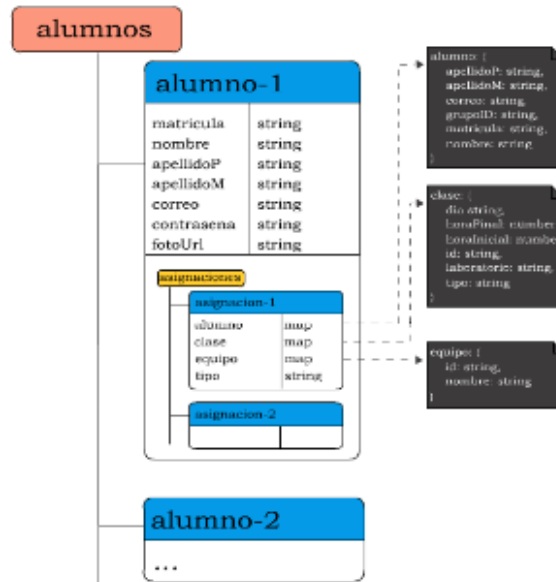 alumnos
alumno-1
matricula string
nombre string
apellidoP string
apellidoM string
correo string
contrasena string
fotoUrl string
asignaciones
asignacion-1
alumno map
clase map
equipo map
tipo string
asignacion-2
alumno-2
...
alumno: {
apellidoP: string,
apellidoM: string,
correo: string,
grupoID: string,
matricula: string,
nombre: string
}
clase: {
dia string,
horaFinal: number
horaInicial: number
id: string,
laboratorio: string,
tipo: string
}
equipo: {
id: string,
nombre: string
}